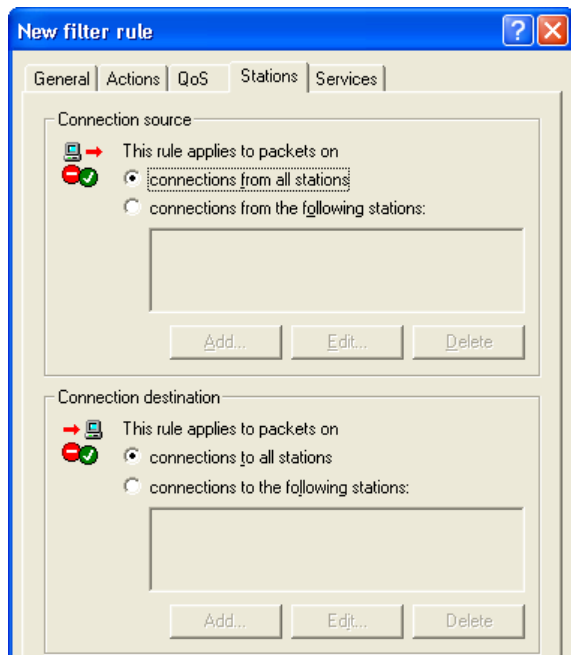 New filter rule
General Actions QoS Stations Services
Connection source
This rule applies to packets on
connections from all stations
connections from the following stations:
Add... Edit... Delete
Connection destination
This rule applies to packets on
connections to all stations
connections to the following stations:
Add... Edit... Delete